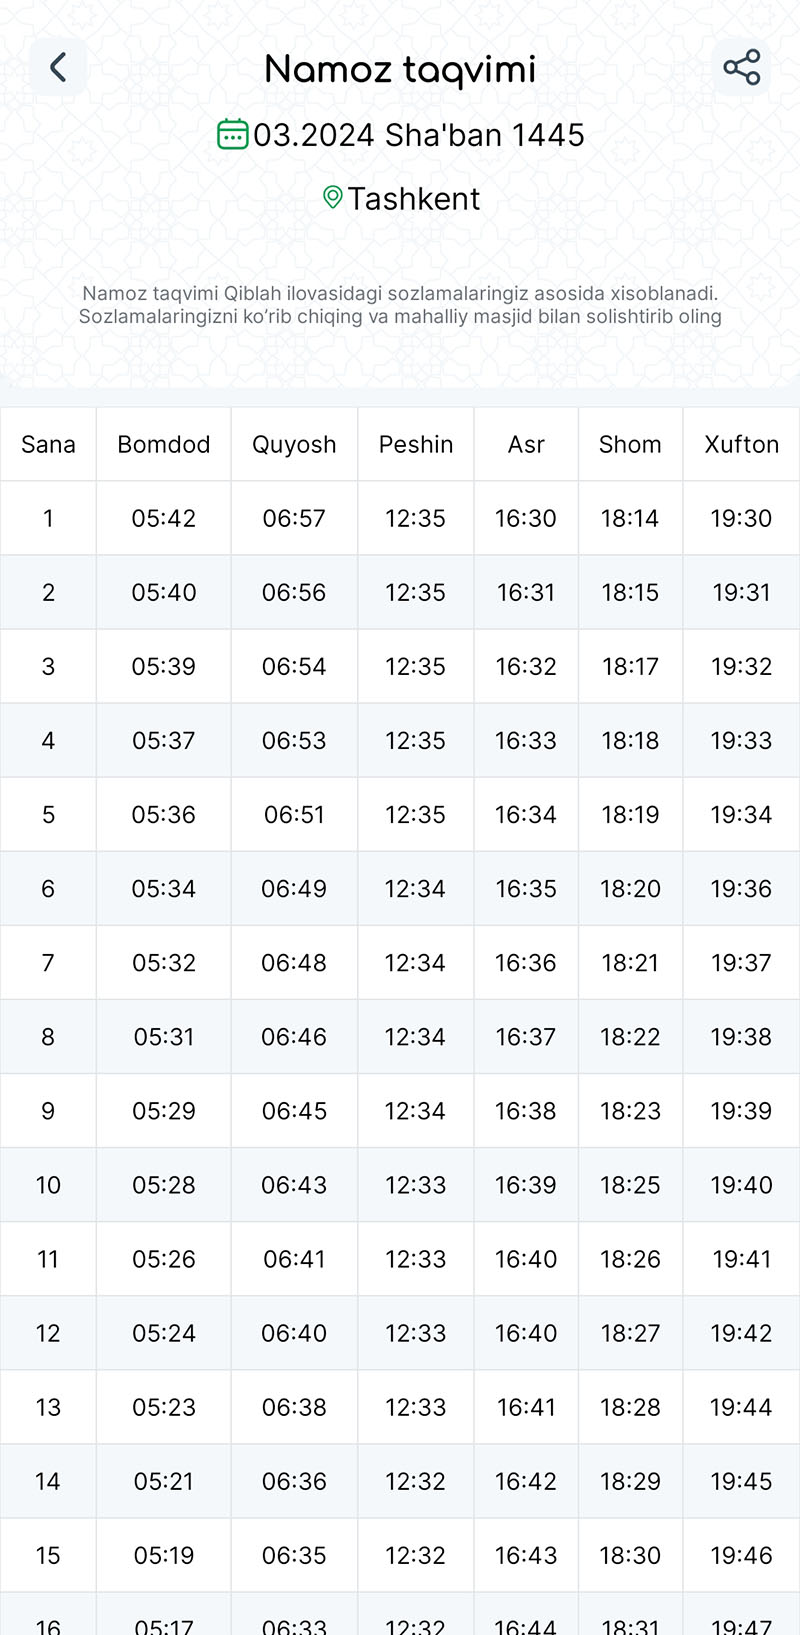 Namoz taqvimi
03.2024 Sha'ban 1445
Tashkent
Namoz taqvimi Qiblah ilovasidagi sozlamalaringiz asosida xisoblanadi.
Sozlamalaringizni ko‘rib chiqing va mahalliy masjid bilan solishtirib oling
Sana Bomdod Quyosh Peshin Asr Shom Xufton
1 05:42 06:57 12:35 16:30 18:14 19:30
2 05:40 06:56 12:35 16:31 18:15 19:31
3 05:39 06:54 12:35 16:32 18:17 19:32
4 05:37 06:53 12:35 16:33 18:18 19:33
5 05:36 06:51 12:35 16:34 18:19 19:34
6 05:34 06:49 12:34 16:35 18:20 19:36
7 05:32 06:48 12:34 16:36 18:21 19:37
8 05:31 06:46 12:34 16:37 18:22 19:38
9 05:29 06:45 12:34 16:38 18:23 19:39
10 05:28 06:43 12:33 16:39 18:25 19:40
11 05:26 06:41 12:33 16:40 18:26 19:41
12 05:24 06:40 12:33 16:40 18:27 19:42
13 05:23 06:38 12:33 16:41 18:28 19:44
14 05:21 06:36 12:32 16:42 18:29 19:45
15 05:19 06:35 12:32 16:43 18:30 19:46
16 05:17 06:33 12:32 16:44 18:31 19:47